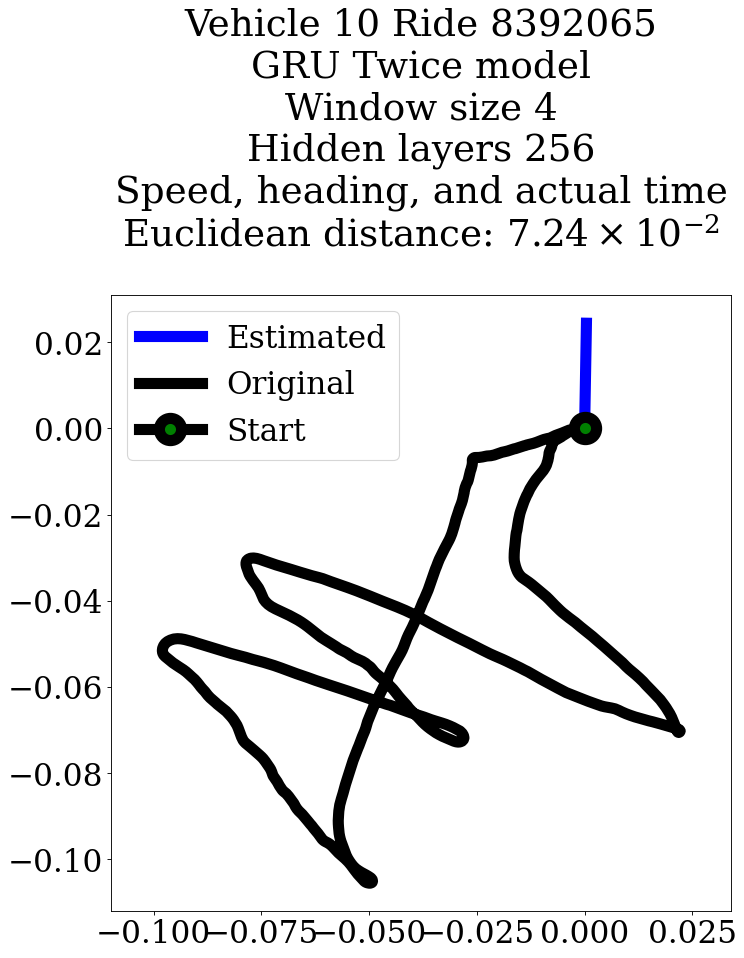 Vehicle 10 Ride 8392065
GRU Twice model
Window size 4
Hidden layers 256
Speed, heading, and actual time
Euclidean distance: 7.24 × 10⁻²
Estimated
Original
Start
0.02
0.00
−0.02
−0.04
−0.06
−0.08
−0.10
−0.100 −0.075 −0.050 −0.025 0.000 0.025